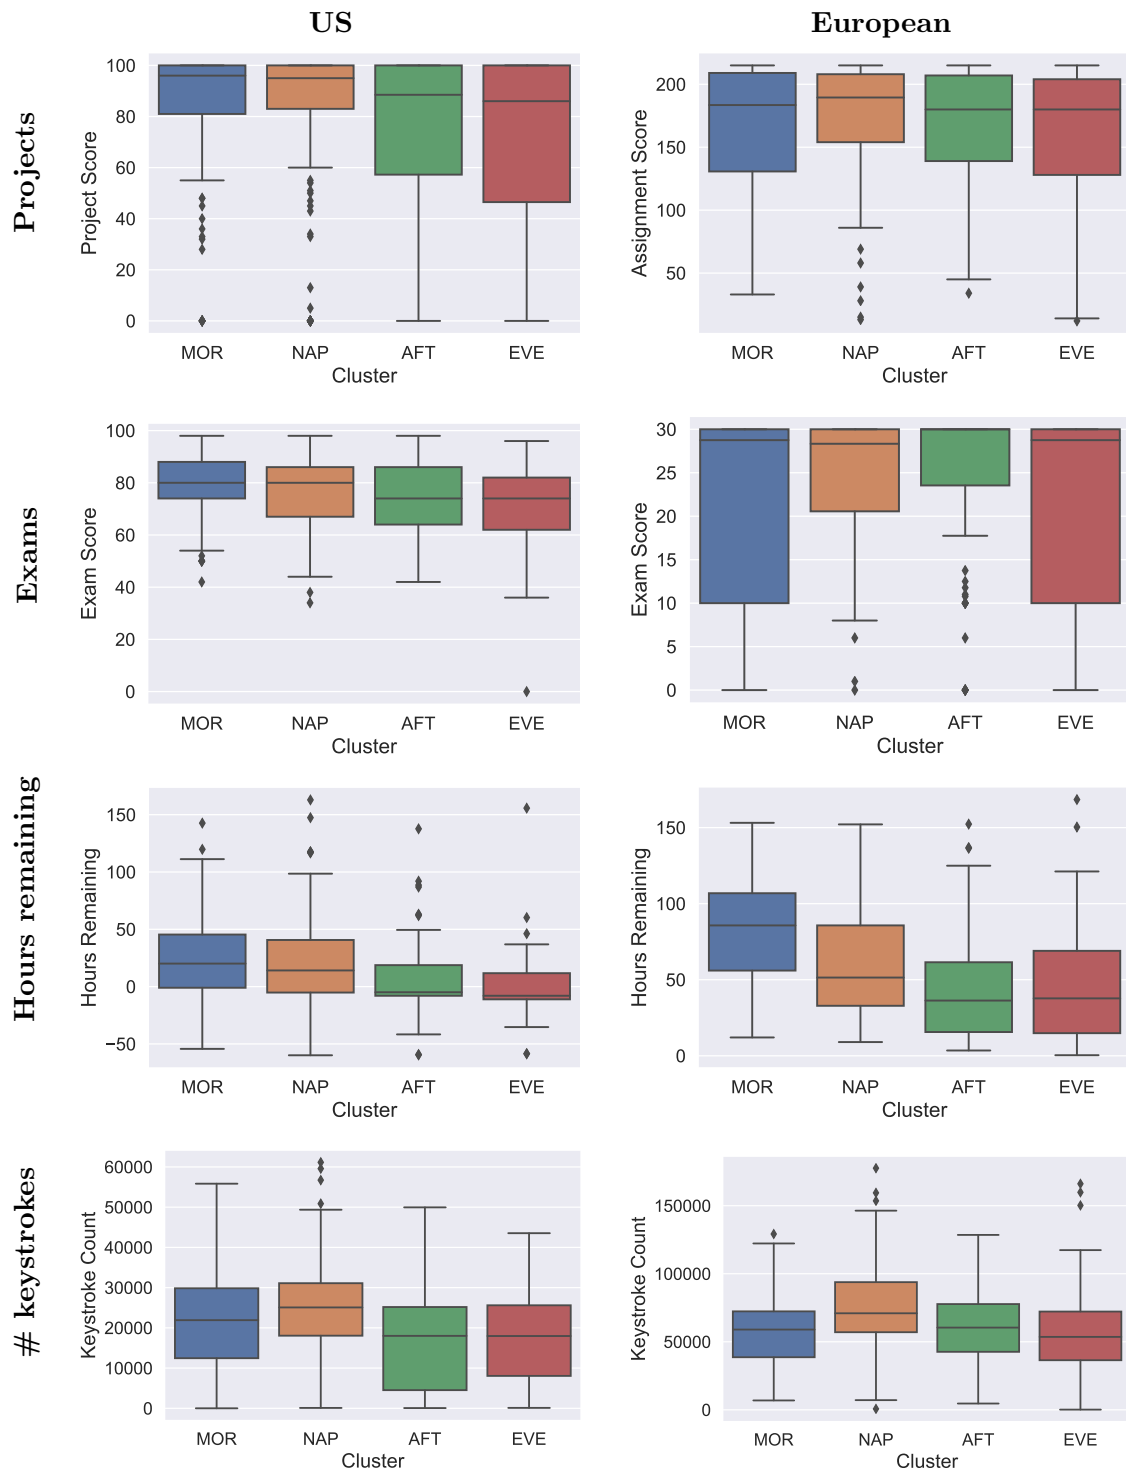 US
European
Projects
Project Score
100
80
60
40
20
0
MOR NAP AFT EVE
Cluster
Assignment Score
200
150
100
50
MOR NAP AFT EVE
Cluster
Exams
Exam Score
100
80
60
40
20
0
MOR NAP AFT EVE
Cluster
Exam Score
30
25
20
15
10
5
0
MOR NAP AFT EVE
Cluster
Hours remaining
Hours Remaining
150
100
50
0
−50
MOR NAP AFT EVE
Cluster
Hours Remaining
150
100
50
0
MOR NAP AFT EVE
Cluster
# keystrokes
Keystroke Count
60000
50000
40000
30000
20000
10000
0
MOR NAP AFT EVE
Cluster
Keystroke Count
150000
100000
50000
0
MOR NAP AFT EVE
Cluster